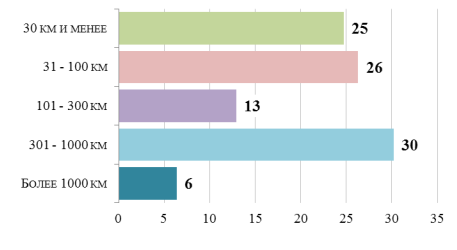 30 КМ И МЕНЕЕ 25
31 - 100 КМ 26
101 - 300 КМ 13
301 - 1000 КМ 30
БОЛЕЕ 1000 КМ 6
0 5 10 15 20 25 30 35